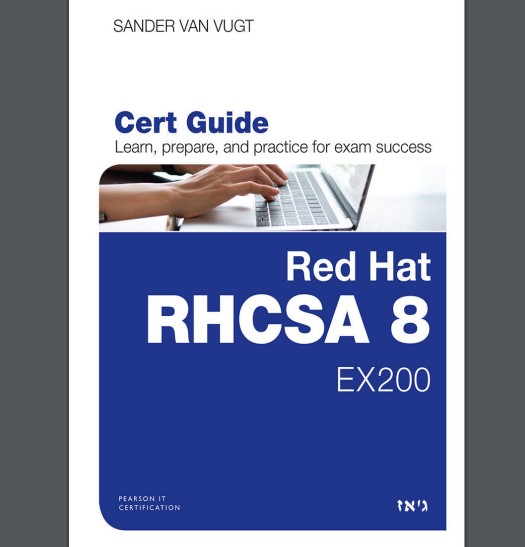 SANDER VAN VUGT
Cert Guide
Learn, prepare, and practice for exam success
Red Hat
RHCSA 8
EX200
PEARSON IT
CERTIFICATION
ג'אז